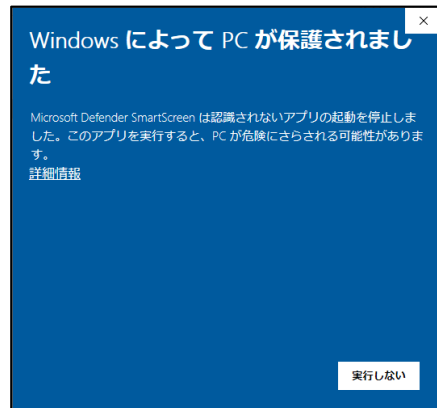 Windows によって PC が保護されまし
た
Microsoft Defender SmartScreen は認識されないアプリの起動を停止しま
した。このアプリを実行すると、PC が危険にさらされる可能性がありま
す。
詳細情報
実行しない